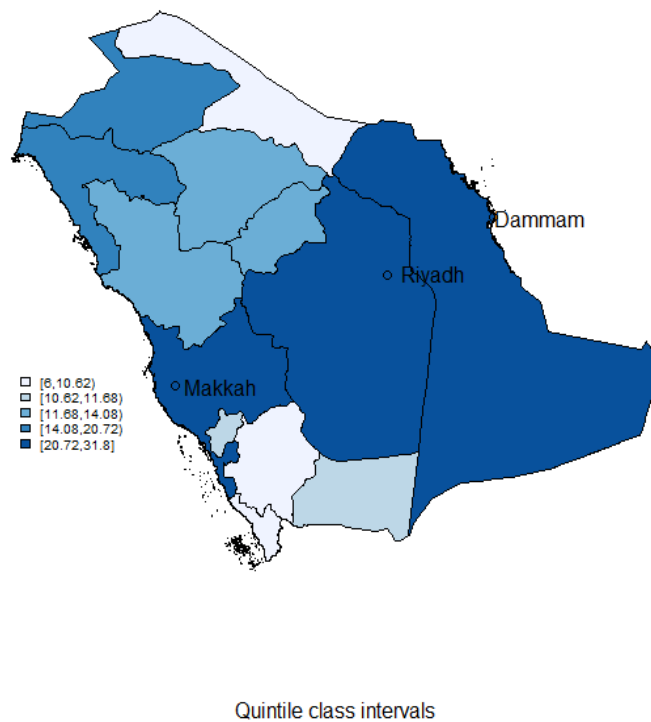 Dammam
Riyadh
Makkah
[6,10.62)
[10.62,11.68)
[11.68,14.08)
[14.08,20.72)
[20.72,31.8]
Quintile class intervals